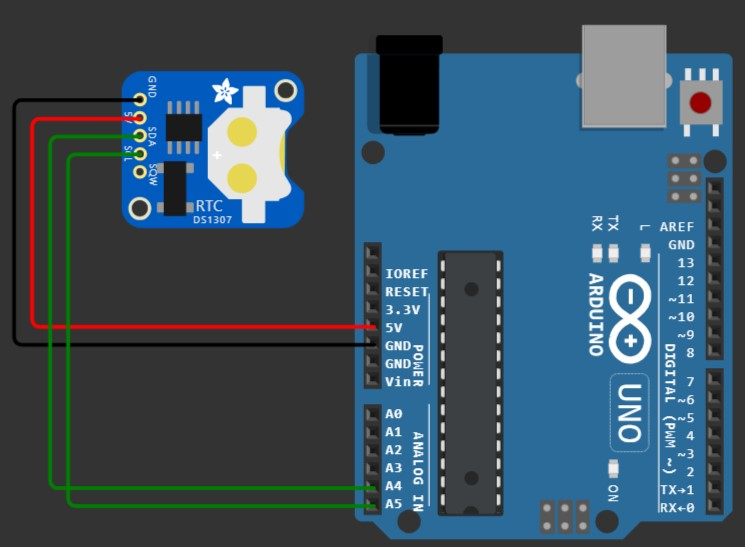 GND
5V
SDA
SCL
SQW
RTC
DS1307
IOREF
RESET
3.3V
5V
GND
GND
Vin
POWER
A0
A1
A2
A3
A4
A5
ANALOG IN
RX
TX
L
ARDUINO
UNO
ON
AREF
GND
13
12
~11
~10
~9
8
7
~6
~5
4
~3
2
TX→1
RX←0
DIGITAL (PWM ~)